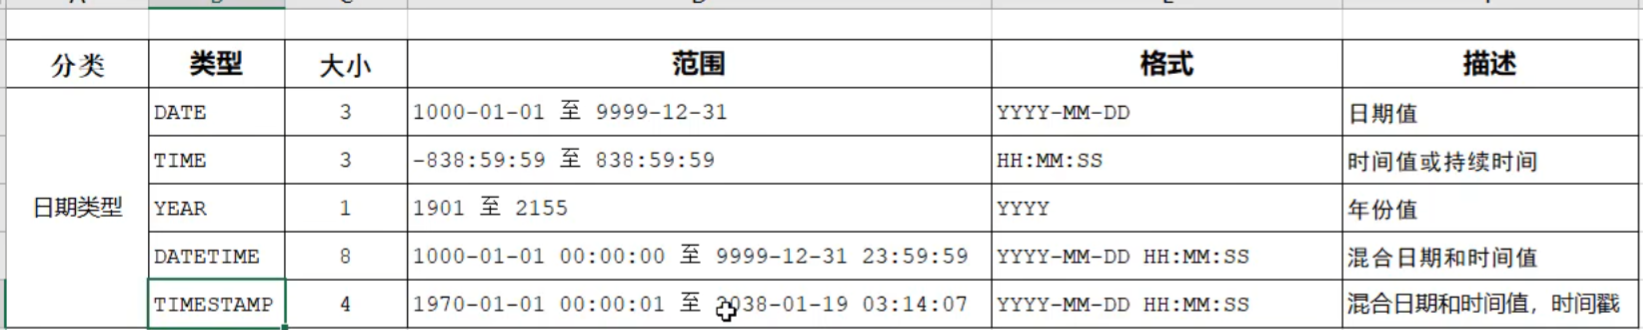 分类 类型 大小 范围 格式 描述
DATE 3 1000-01-01 至 9999-12-31 YYYY-MM-DD 日期值
TIME 3 -838:59:59 至 838:59:59 HH:MM:SS 时间值或持续时间
日期类型 YEAR 1 1901 至 2155 YYYY 年份值
DATETIME 8 1000-01-01 00:00:00 至 9999-12-31 23:59:59 YYYY-MM-DD HH:MM:SS 混合日期和时间值
TIMESTAMP 4 1970-01-01 00:00:01 至 2038-01-19 03:14:07 YYYY-MM-DD HH:MM:SS 混合日期和时间值，时间戳